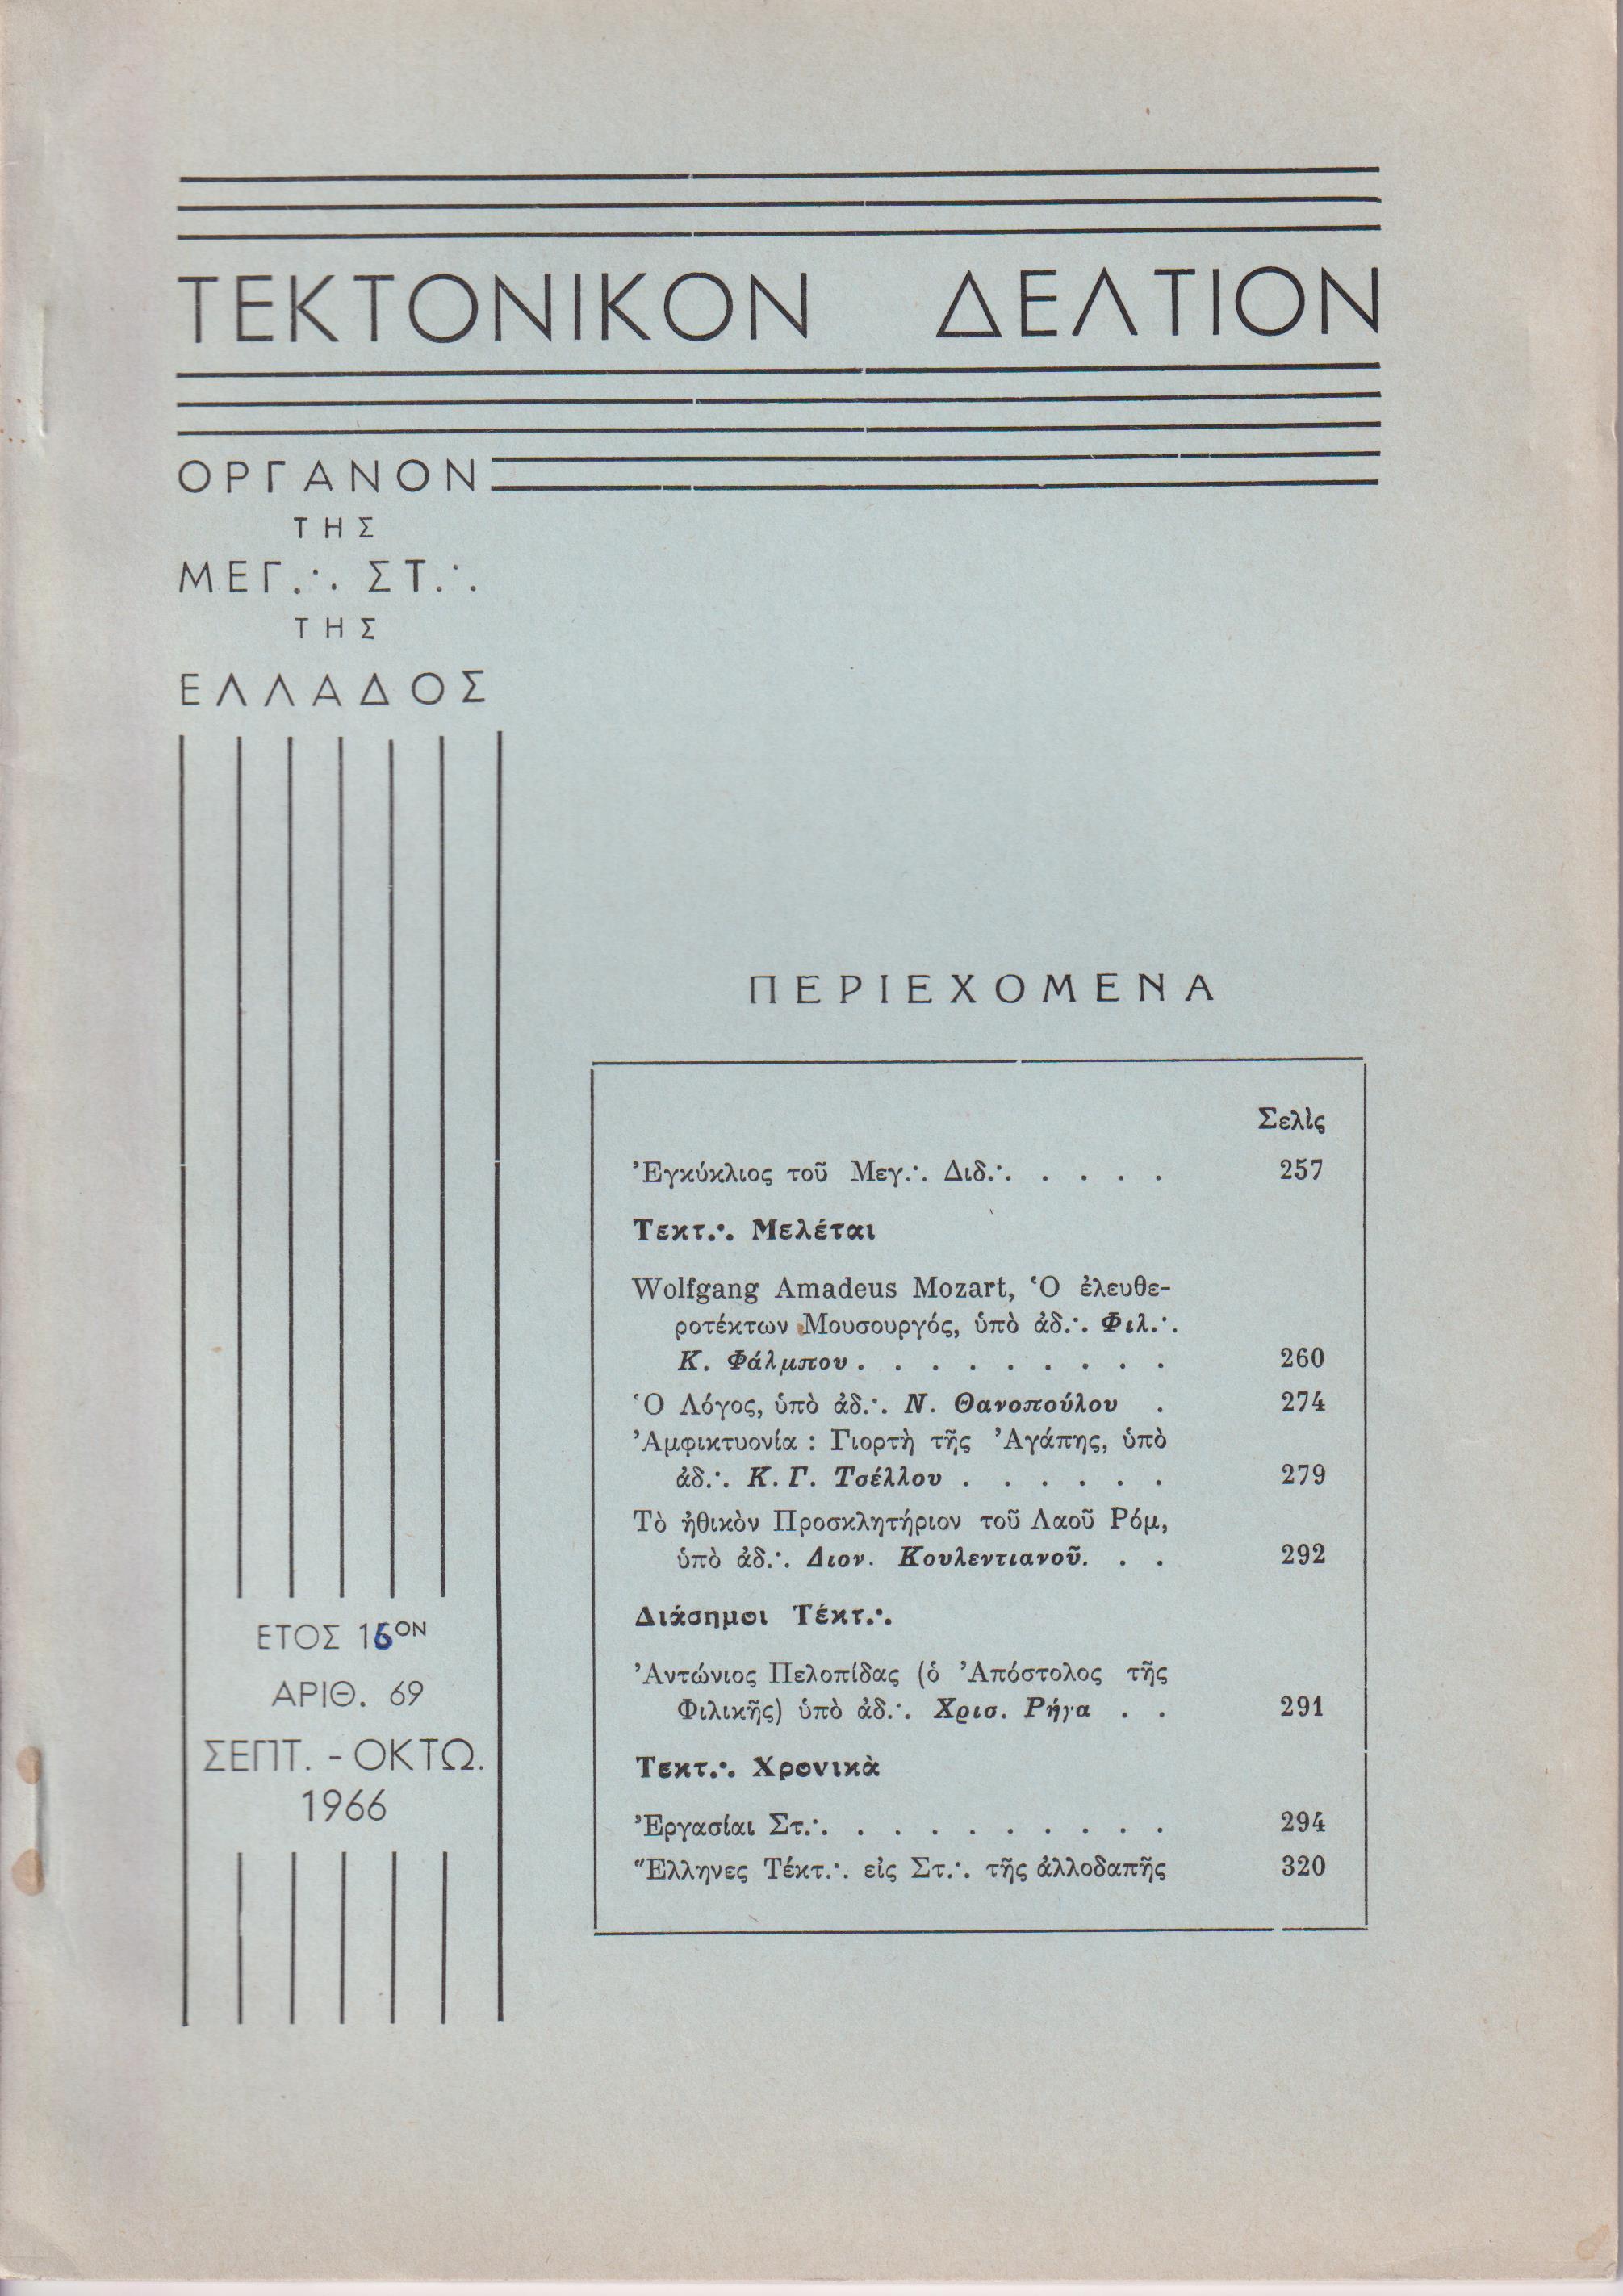 ΤΕΚΤΟΝΙΚΟΝ ΔΕΛΤΙΟΝ
ΟΡΓΑΝΟΝ
ΤΗΣ
ΜΕΓ.·. ΣΤ.·.
ΤΗΣ
ΕΛΛΑΔΟΣ
ΠΕΡΙΕΧΟΜΕΝΑ
Σελὶς
Ἐγκύκλιος τοῦ Μεγ.·. Διδ.·. . . . . 257
Τεκτ.·. Μελέται
Wolfgang Amadeus Mozart, Ὁ ἐλευθε-
ροτέκτων Μουσουργός, ὑπὸ ἀδ.·. Φιλ.·.
Κ. Φάλμπου . . . . . . . . . 260
Ὁ Λόγος, ὑπὸ ἀδ.·. Ν. Θανοπούλου . 274
Ἀμφικτυονία : Γιορτὴ τῆς Ἀγάπης, ὑπὸ
ἀδ.·. Κ. Γ. Τσέλλου . . . . . . 279
Τὸ ἠθικὸν Προσκλητήριον τοῦ Λαοῦ Ρόμ,
ὑπὸ ἀδ.·. Διον. Κουλεντιανοῦ. . . 292
Διάσημοι Τέκτ.·.
Ἀντώνιος Πελοπίδας (ὁ Ἀπόστολος τῆς
Φιλικῆς) ὑπὸ ἀδ.·. Χρισ. Ρήγα . . 291
Τεκτ.·. Χρονικὰ
Ἐργασίαι Στ.·. . . . . . . . . . 294
Ἕλληνες Τέκτ.·. εἰς Στ.·. τῆς ἀλλοδαπῆς 320
ΕΤΟΣ 16ΟΝ
ΑΡΙΘ. 69
ΣΕΠΤ. - ΟΚΤΩ.
1966